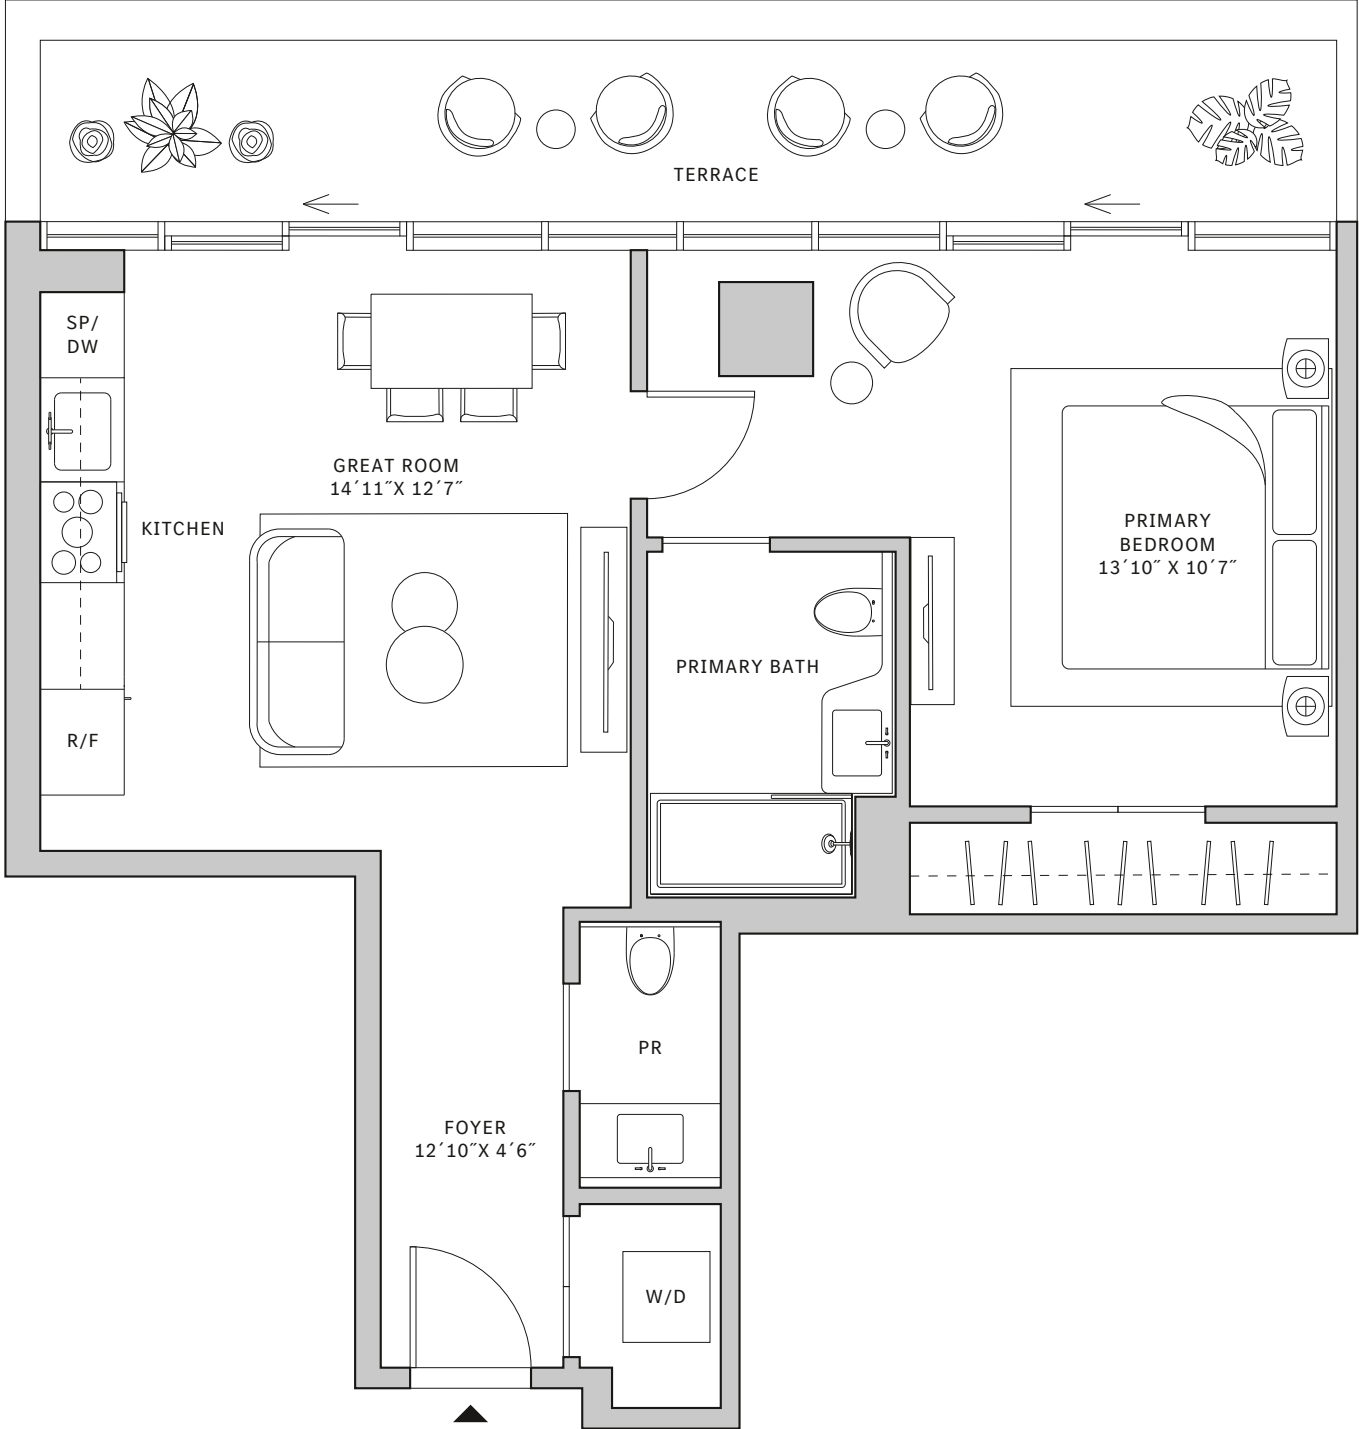 TERRACE
SP/
DW
GREAT ROOM
14´11˝X 12´7˝
KITCHEN
PRIMARY
BEDROOM
13´10˝ X 10´7˝
PRIMARY BATH
R/F
PR
FOYER
12´10˝X 4´6˝
W/D